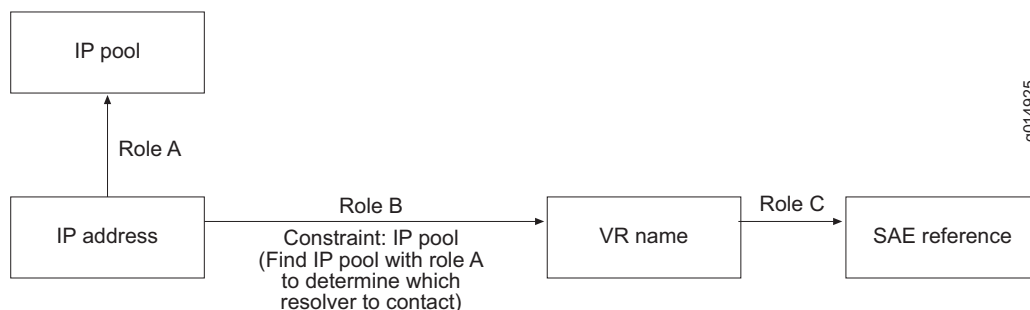 IP pool
Role A
IP address
Role B
Constraint: IP pool
(Find IP pool with role A
to determine which
resolver to contact)
VR name
Role C
SAE reference
g014925